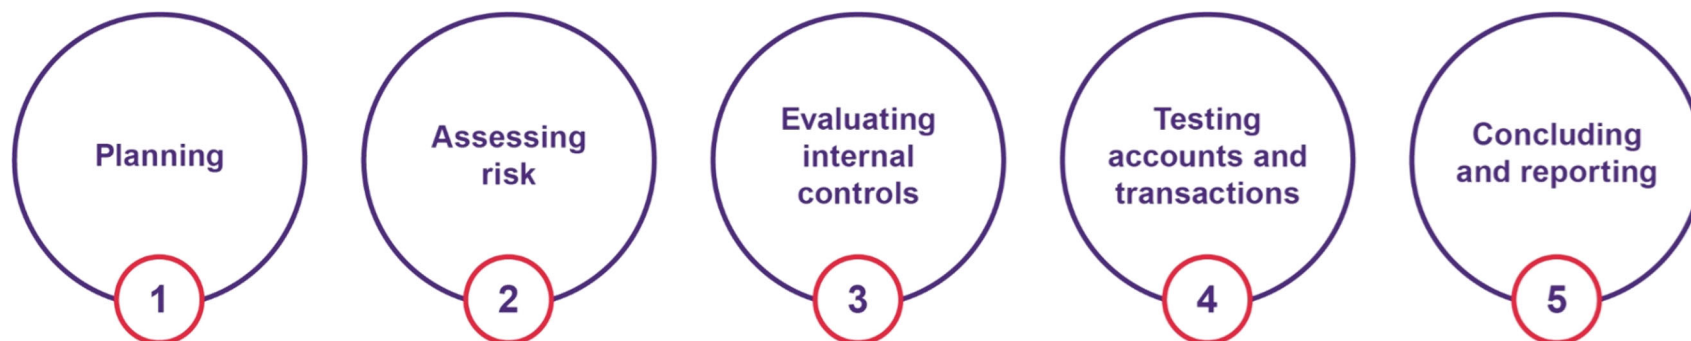 Planning
1
Assessing
risk
2
Evaluating
internal
controls
3
Testing
accounts and
transactions
4
Concluding
and reporting
5